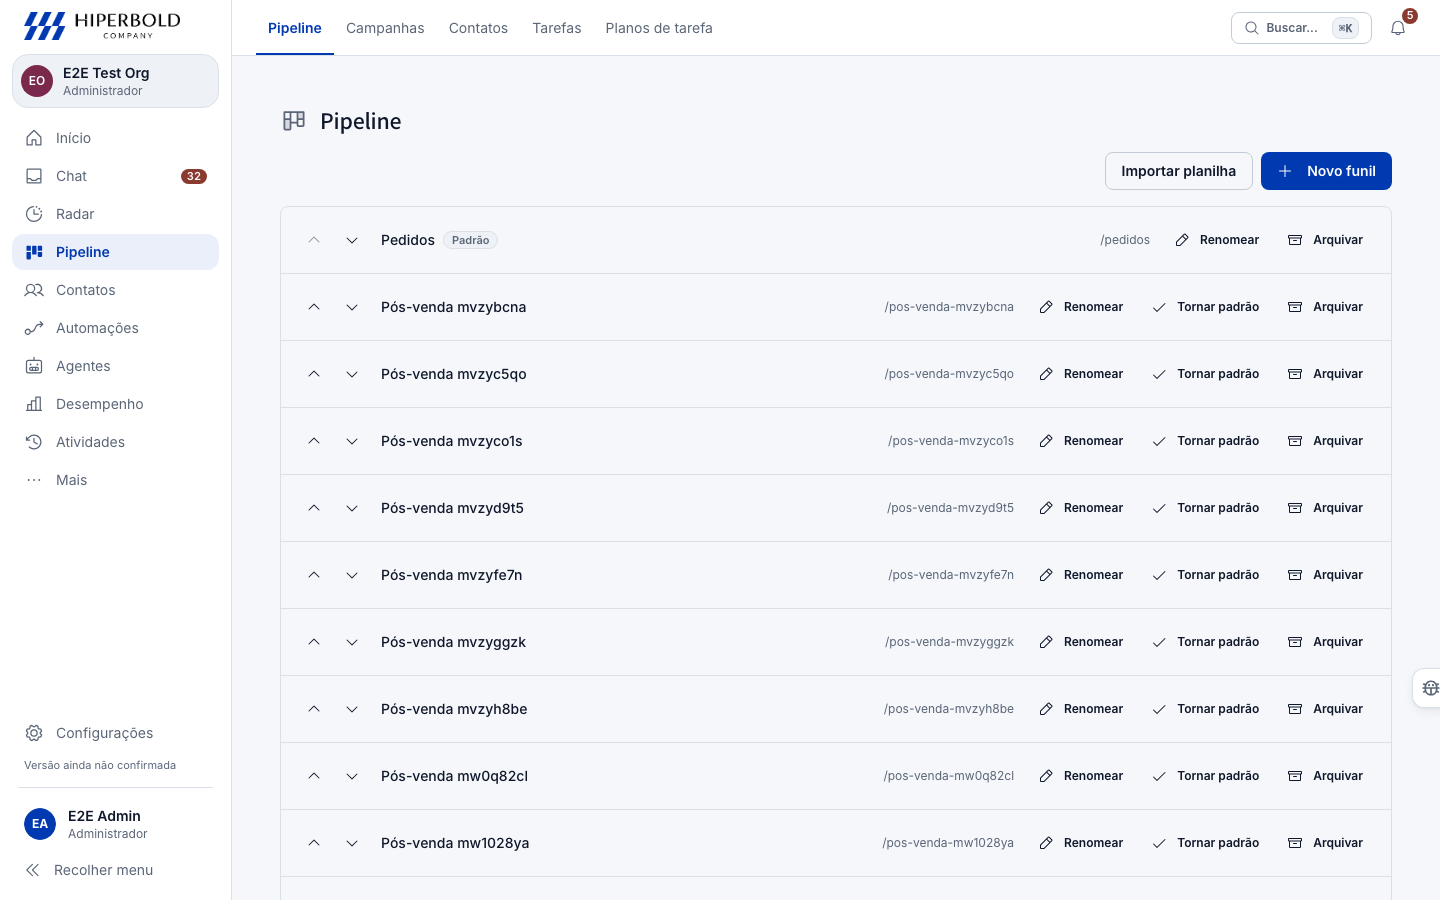 HIPERBOLD
COMPANY
EO
E2E Test Org
Administrador
Início
Chat
32
Radar
Pipeline
Contatos
Automações
Agentes
Desempenho
Atividades
Mais
Configurações
Versão ainda não confirmada
EA
E2E Admin
Administrador
Recolher menu
Pipeline
Campanhas
Contatos
Tarefas
Planos de tarefa
Buscar...
⌘K
5
Pipeline
Importar planilha
Novo funil
Pedidos Padrão /pedidos Renomear Arquivar
Pós-venda mvzybcna /pos-venda-mvzybcna Renomear Tornar padrão Arquivar
Pós-venda mvzyc5qo /pos-venda-mvzyc5qo Renomear Tornar padrão Arquivar
Pós-venda mvzyco1s /pos-venda-mvzyco1s Renomear Tornar padrão Arquivar
Pós-venda mvzyd9t5 /pos-venda-mvzyd9t5 Renomear Tornar padrão Arquivar
Pós-venda mvzyfe7n /pos-venda-mvzyfe7n Renomear Tornar padrão Arquivar
Pós-venda mvzyggzk /pos-venda-mvzyggzk Renomear Tornar padrão Arquivar
Pós-venda mvzyh8be /pos-venda-mvzyh8be Renomear Tornar padrão Arquivar
Pós-venda mw0q82cl /pos-venda-mw0q82cl Renomear Tornar padrão Arquivar
Pós-venda mw1028ya /pos-venda-mw1028ya Renomear Tornar padrão Arquivar